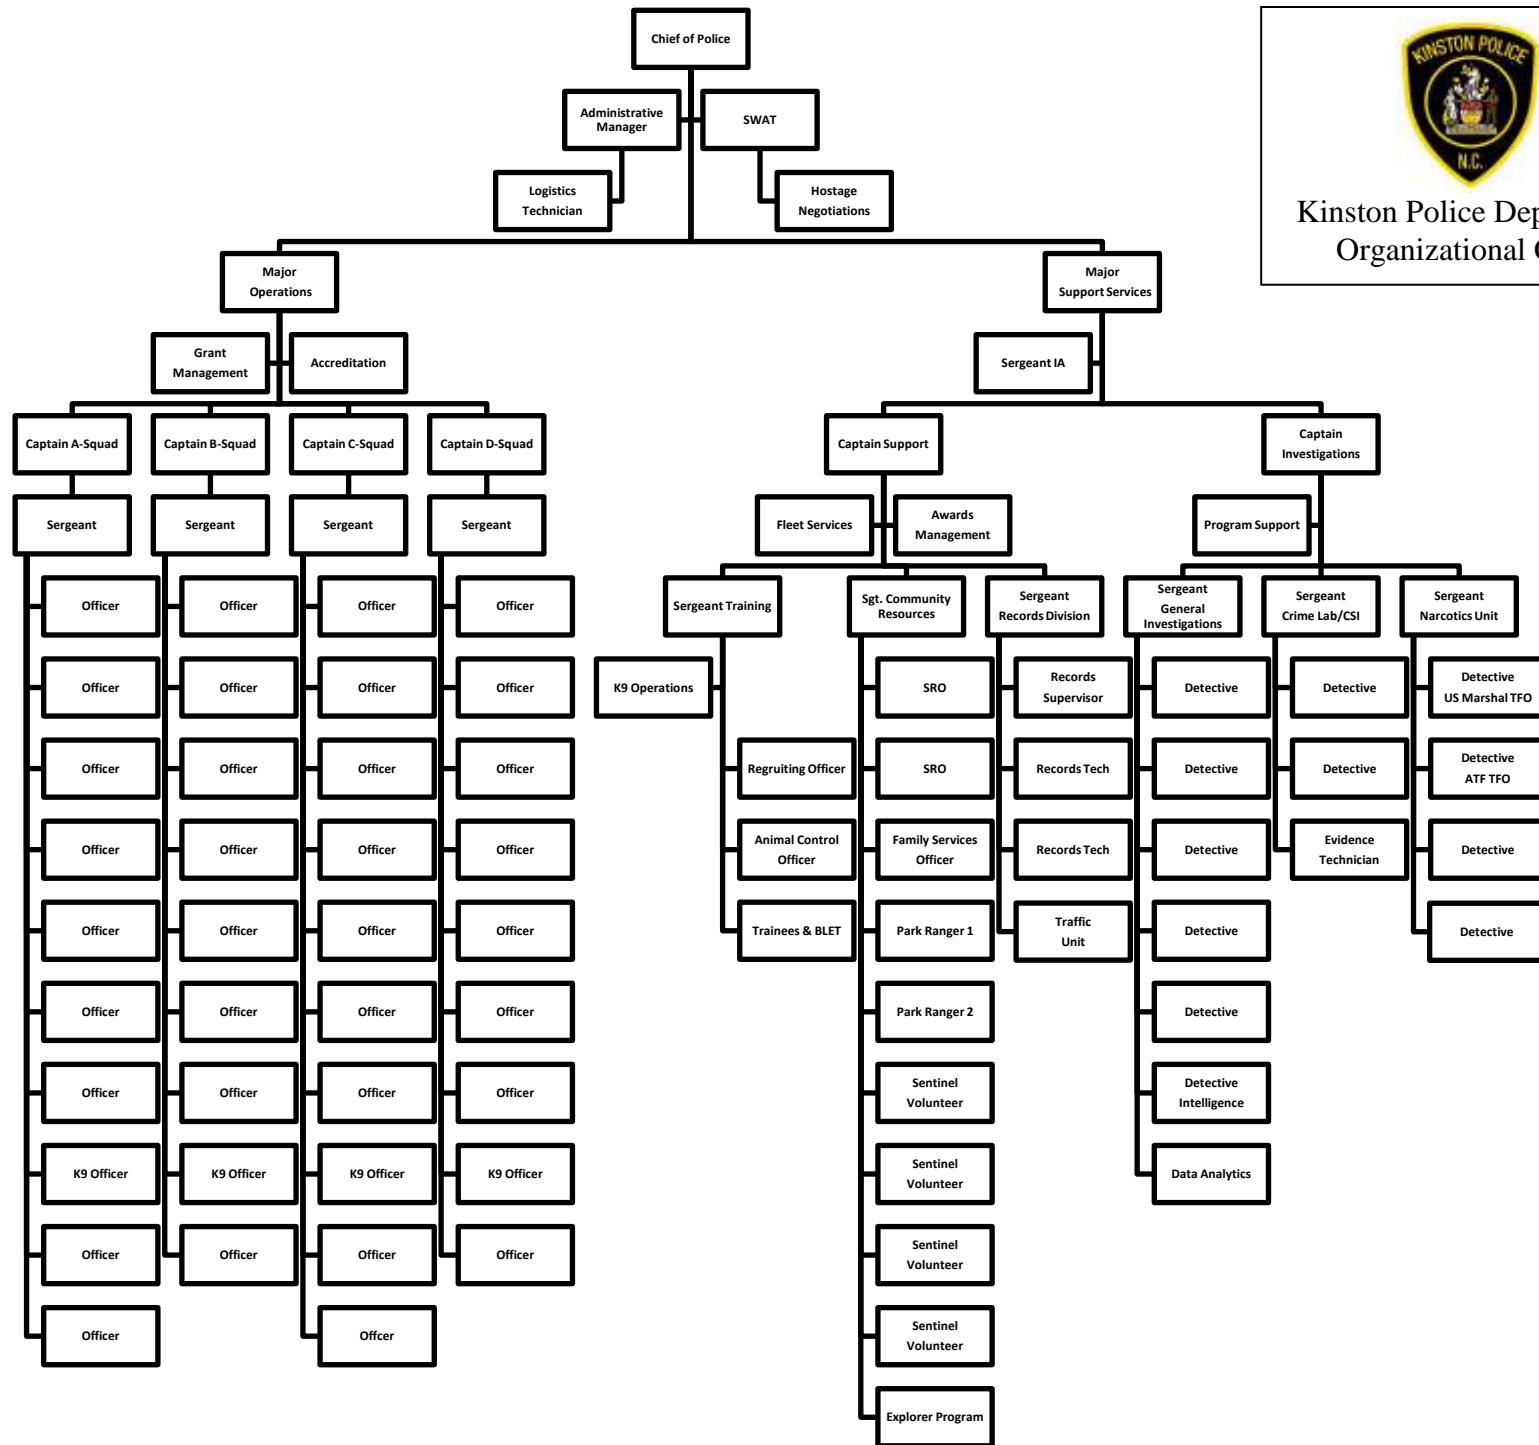 Chief of Police
KINSTON POLICE
N.C.
Kinston Police Dep
Organizational
Administrative
Manager
SWAT
Logistics
Technician
Hostage
Negotiations
Major
Operations
Major
Support Services
Grant
Management
Accreditation
Sergeant IA
Captain A-Squad
Captain B-Squad
Captain C-Squad
Captain D-Squad
Captain Support
Captain
Investigations
Sergeant
Sergeant
Sergeant
Sergeant
Fleet Services
Awards
Management
Program Support
Officer
Officer
Officer
Officer
Sergeant Training
Sgt. Community
Resources
Sergeant
Records Division
Sergeant
General
Investigations
Sergeant
Crime Lab/CSI
Sergeant
Narcotics Unit
Officer
Officer
Officer
Officer
K9 Operations
SRO
Records
Supervisor
Detective
Detective
Detective
US Marshal TFO
Officer
Officer
Officer
Officer
Regruiting Officer
SRO
Records Tech
Detective
Detective
Detective
ATF TFO
Officer
Officer
Officer
Officer
Animal Control
Officer
Family Services
Officer
Records Tech
Detective
Evidence
Technician
Detective
Officer
Officer
Officer
Officer
Trainees & BLET
Park Ranger 1
Traffic
Unit
Detective
Detective
Officer
Officer
Officer
Officer
Park Ranger 2
Detective
Officer
Officer
Officer
Officer
Sentinel
Volunteer
Detective
Intelligence
K9 Officer
K9 Officer
K9 Officer
K9 Officer
Sentinel
Volunteer
Data Analytics
Officer
Officer
Officer
Officer
Sentinel
Volunteer
Officer
Offcer
Sentinel
Volunteer
Explorer Program